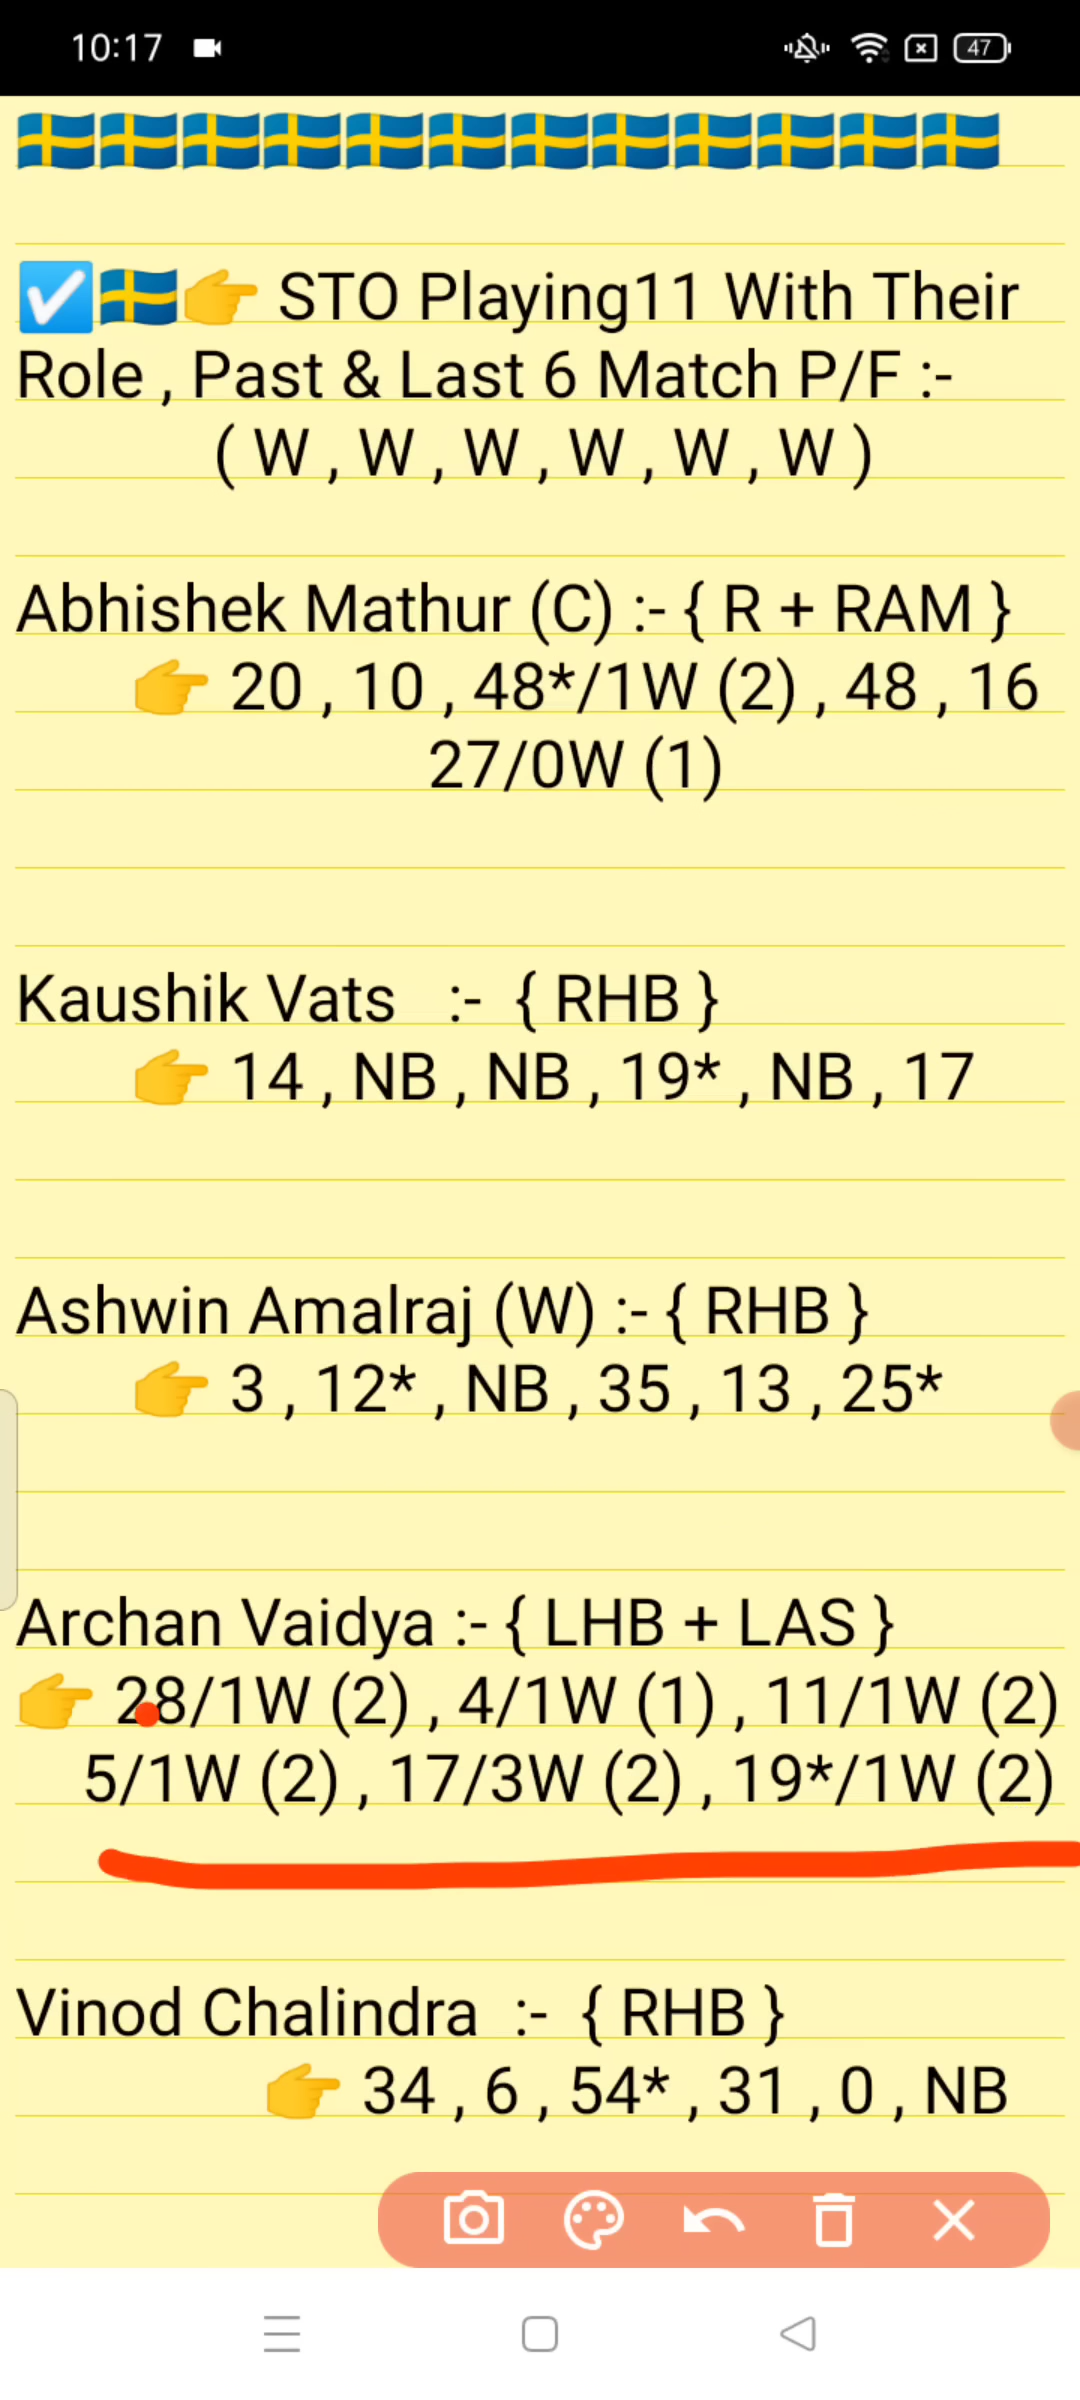 10:17
47
STO Playing11 With Their
Role , Past & Last 6 Match P/F :-
( W , W , W , W , W , W )
Abhishek Mathur (C) :- { R + RAM }
20 , 10 , 48*/1W (2) , 48 , 16
27/0W (1)
Kaushik Vats :- { RHB }
14 , NB , NB , 19* , NB , 17
Ashwin Amalraj (W) :- { RHB }
3 , 12* , NB , 35 , 13 , 25*
Archan Vaidya :- { LHB + LAS }
28/1W (2) , 4/1W (1) , 11/1W (2)
5/1W (2) , 17/3W (2) , 19*/1W (2)
Vinod Chalindra :- { RHB }
34 , 6 , 54* , 31 , 0 , NB